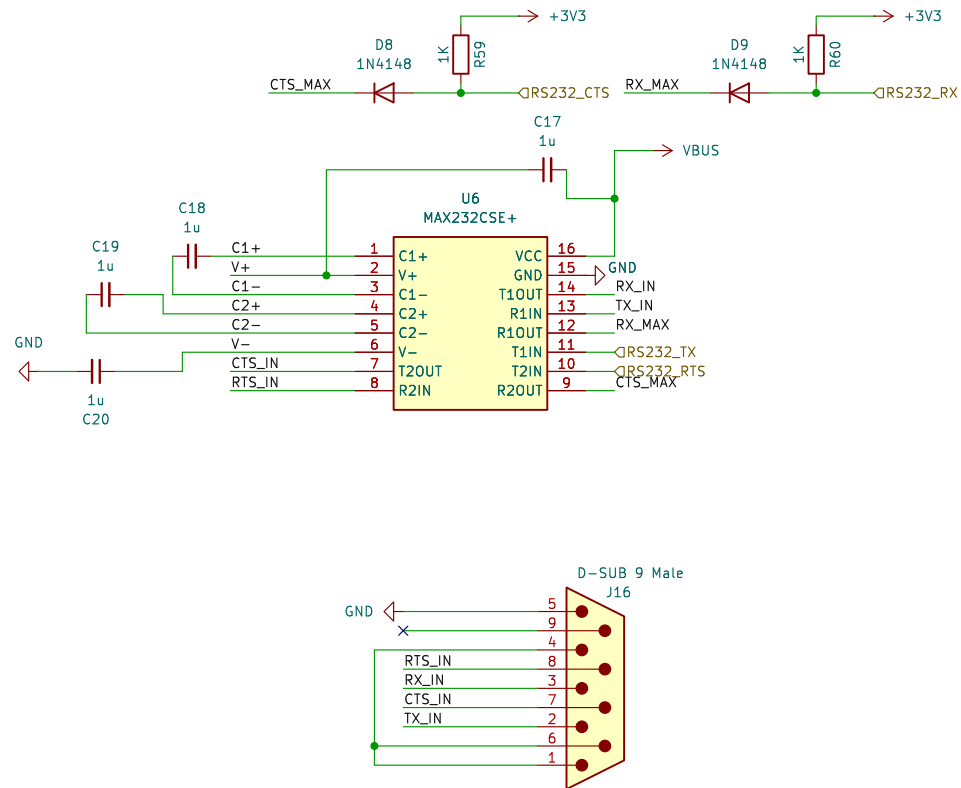 +3V3
+3V3
D8
1N4148
1K
R59
D9
1N4148
1K
R60
CTS_MAX
RS232_CTS
RX_MAX
RS232_RX
C17
1u
VBUS
U6
MAX232CSE+
C18
1u
C19
1u
C1+ 1 C1+ VCC 16
V+ 2 V+ GND 15 GND
C1- 3 C1- T1OUT 14 RX_IN
C2+ 4 C2+ R1IN 13 TX_IN
C2- 5 C2- R1OUT 12 RX_MAX
V- 6 V- T1IN 11 RS232_TX
CTS_IN 7 T2OUT T2IN 10 RS232_RTS
RTS_IN 8 R2IN R2OUT 9 CTS_MAX
GND
1u
C20
D-SUB 9 Male
J16
GND 5
9
4
RTS_IN 8
RX_IN 3
CTS_IN 7
TX_IN 2
6
1